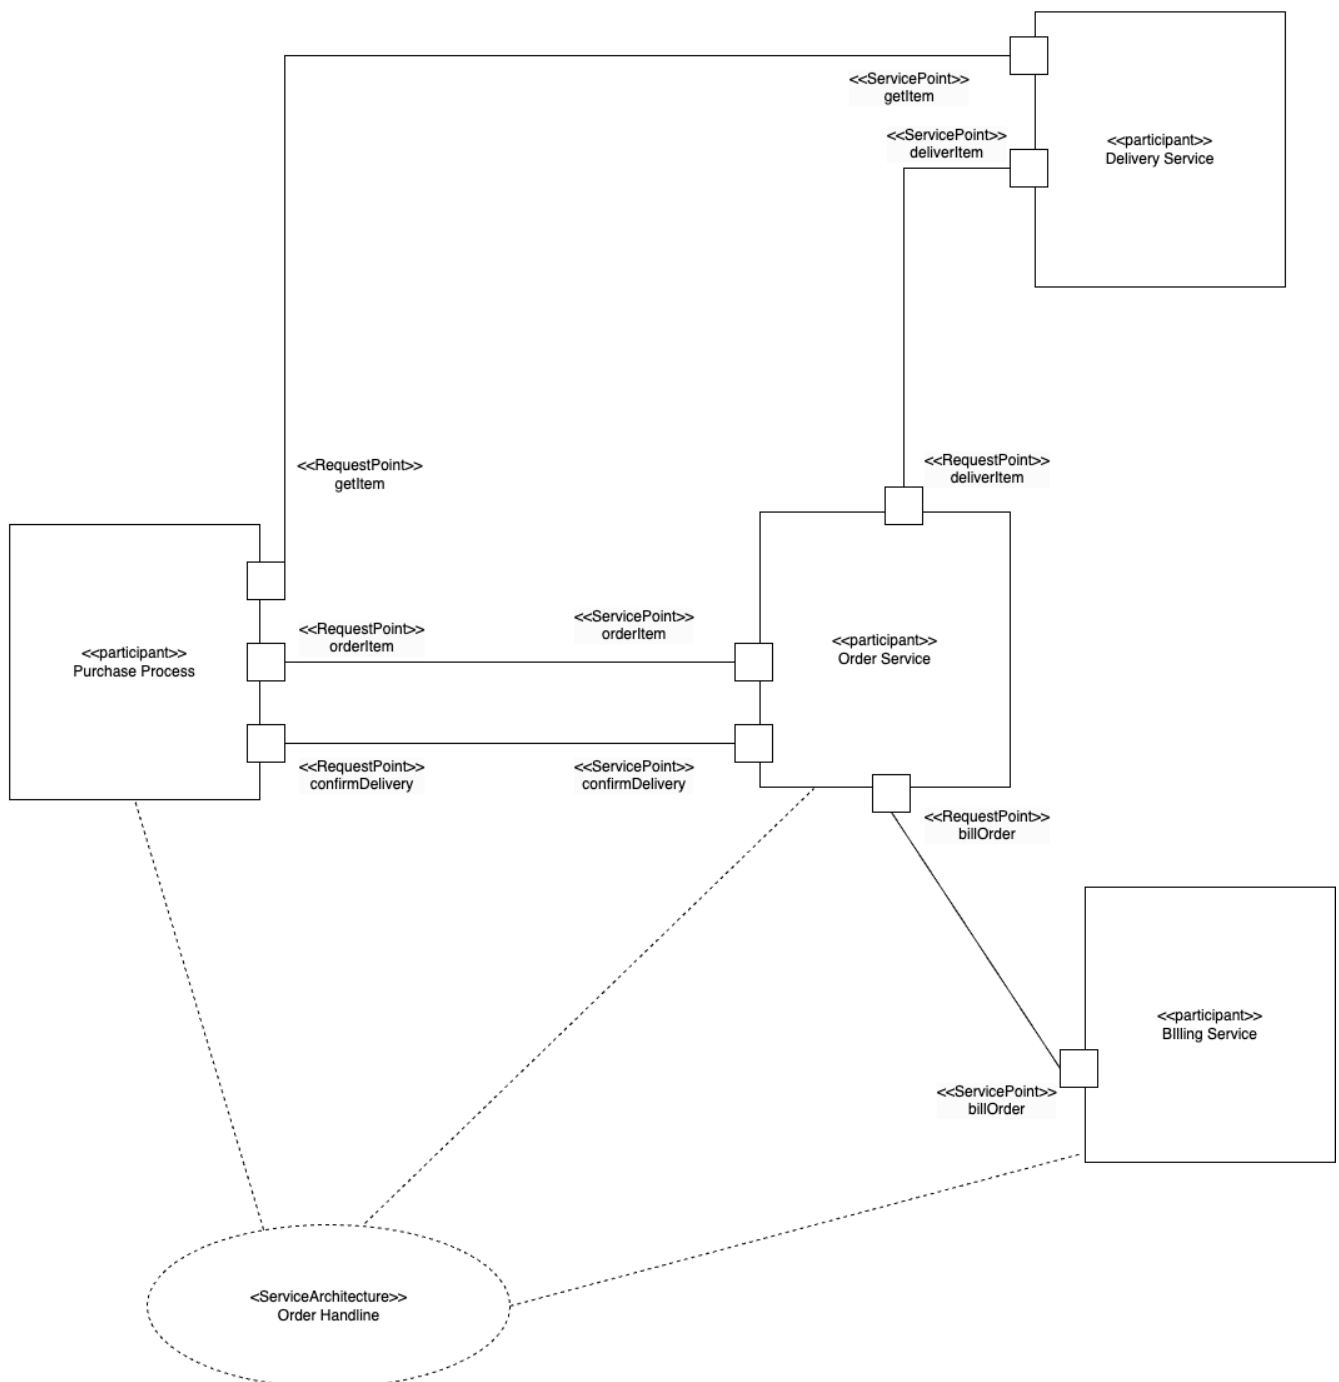 <<ServicePoint>>
getItem
<<ServicePoint>>
deliverItem
<<participant>>
Delivery Service
<<RequestPoint>>
getItem
<<RequestPoint>>
deliverItem
<<participant>>
Purchase Process
<<RequestPoint>>
orderItem
<<ServicePoint>>
orderItem
<<participant>>
Order Service
<<RequestPoint>>
confirmDelivery
<<ServicePoint>>
confirmDelivery
<<RequestPoint>>
billOrder
<<participant>>
BIlling Service
<<ServicePoint>>
billOrder
<ServiceArchitecture>>
Order Handline